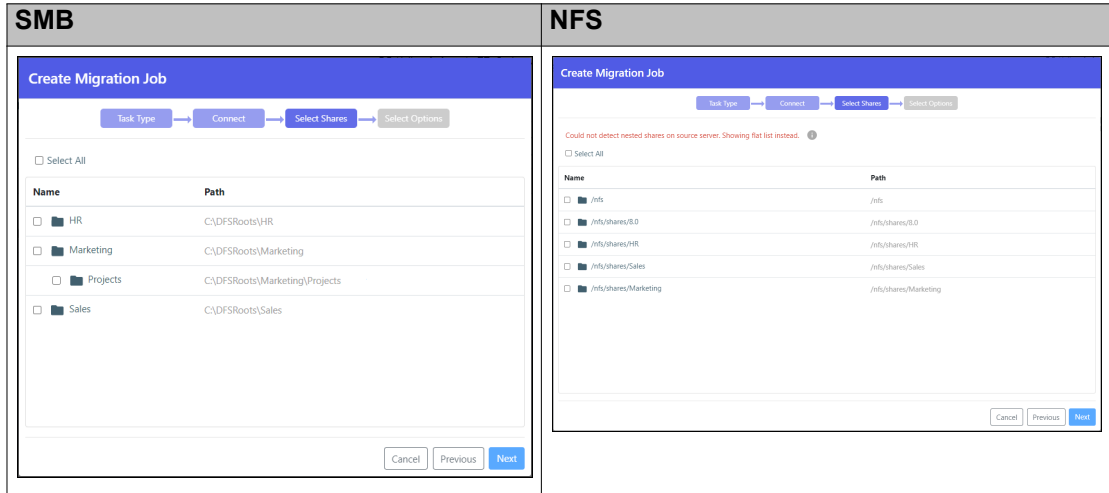 SMB
NFS
Create Migration Job
Task Type
Connect
Select Shares
Select Options
Select All
Name Path
HR C:\DFSRoots\HR
Marketing C:\DFSRoots\Marketing
Projects C:\DFSRoots\Marketing\Projects
Sales C:\DFSRoots\Sales
Cancel Previous Next
Create Migration Job
Task Type
Connect
Select Shares
Select Options
Could not detect nested shares on source server. Showing flat list instead.
Select All
Name Path
/nfs /nfs
/nfs/shares/8.0 /nfs/shares/8.0
/nfs/shares/HR /nfs/shares/HR
/nfs/shares/Sales /nfs/shares/Sales
/nfs/shares/Marketing /nfs/shares/Marketing
Cancel Previous Next